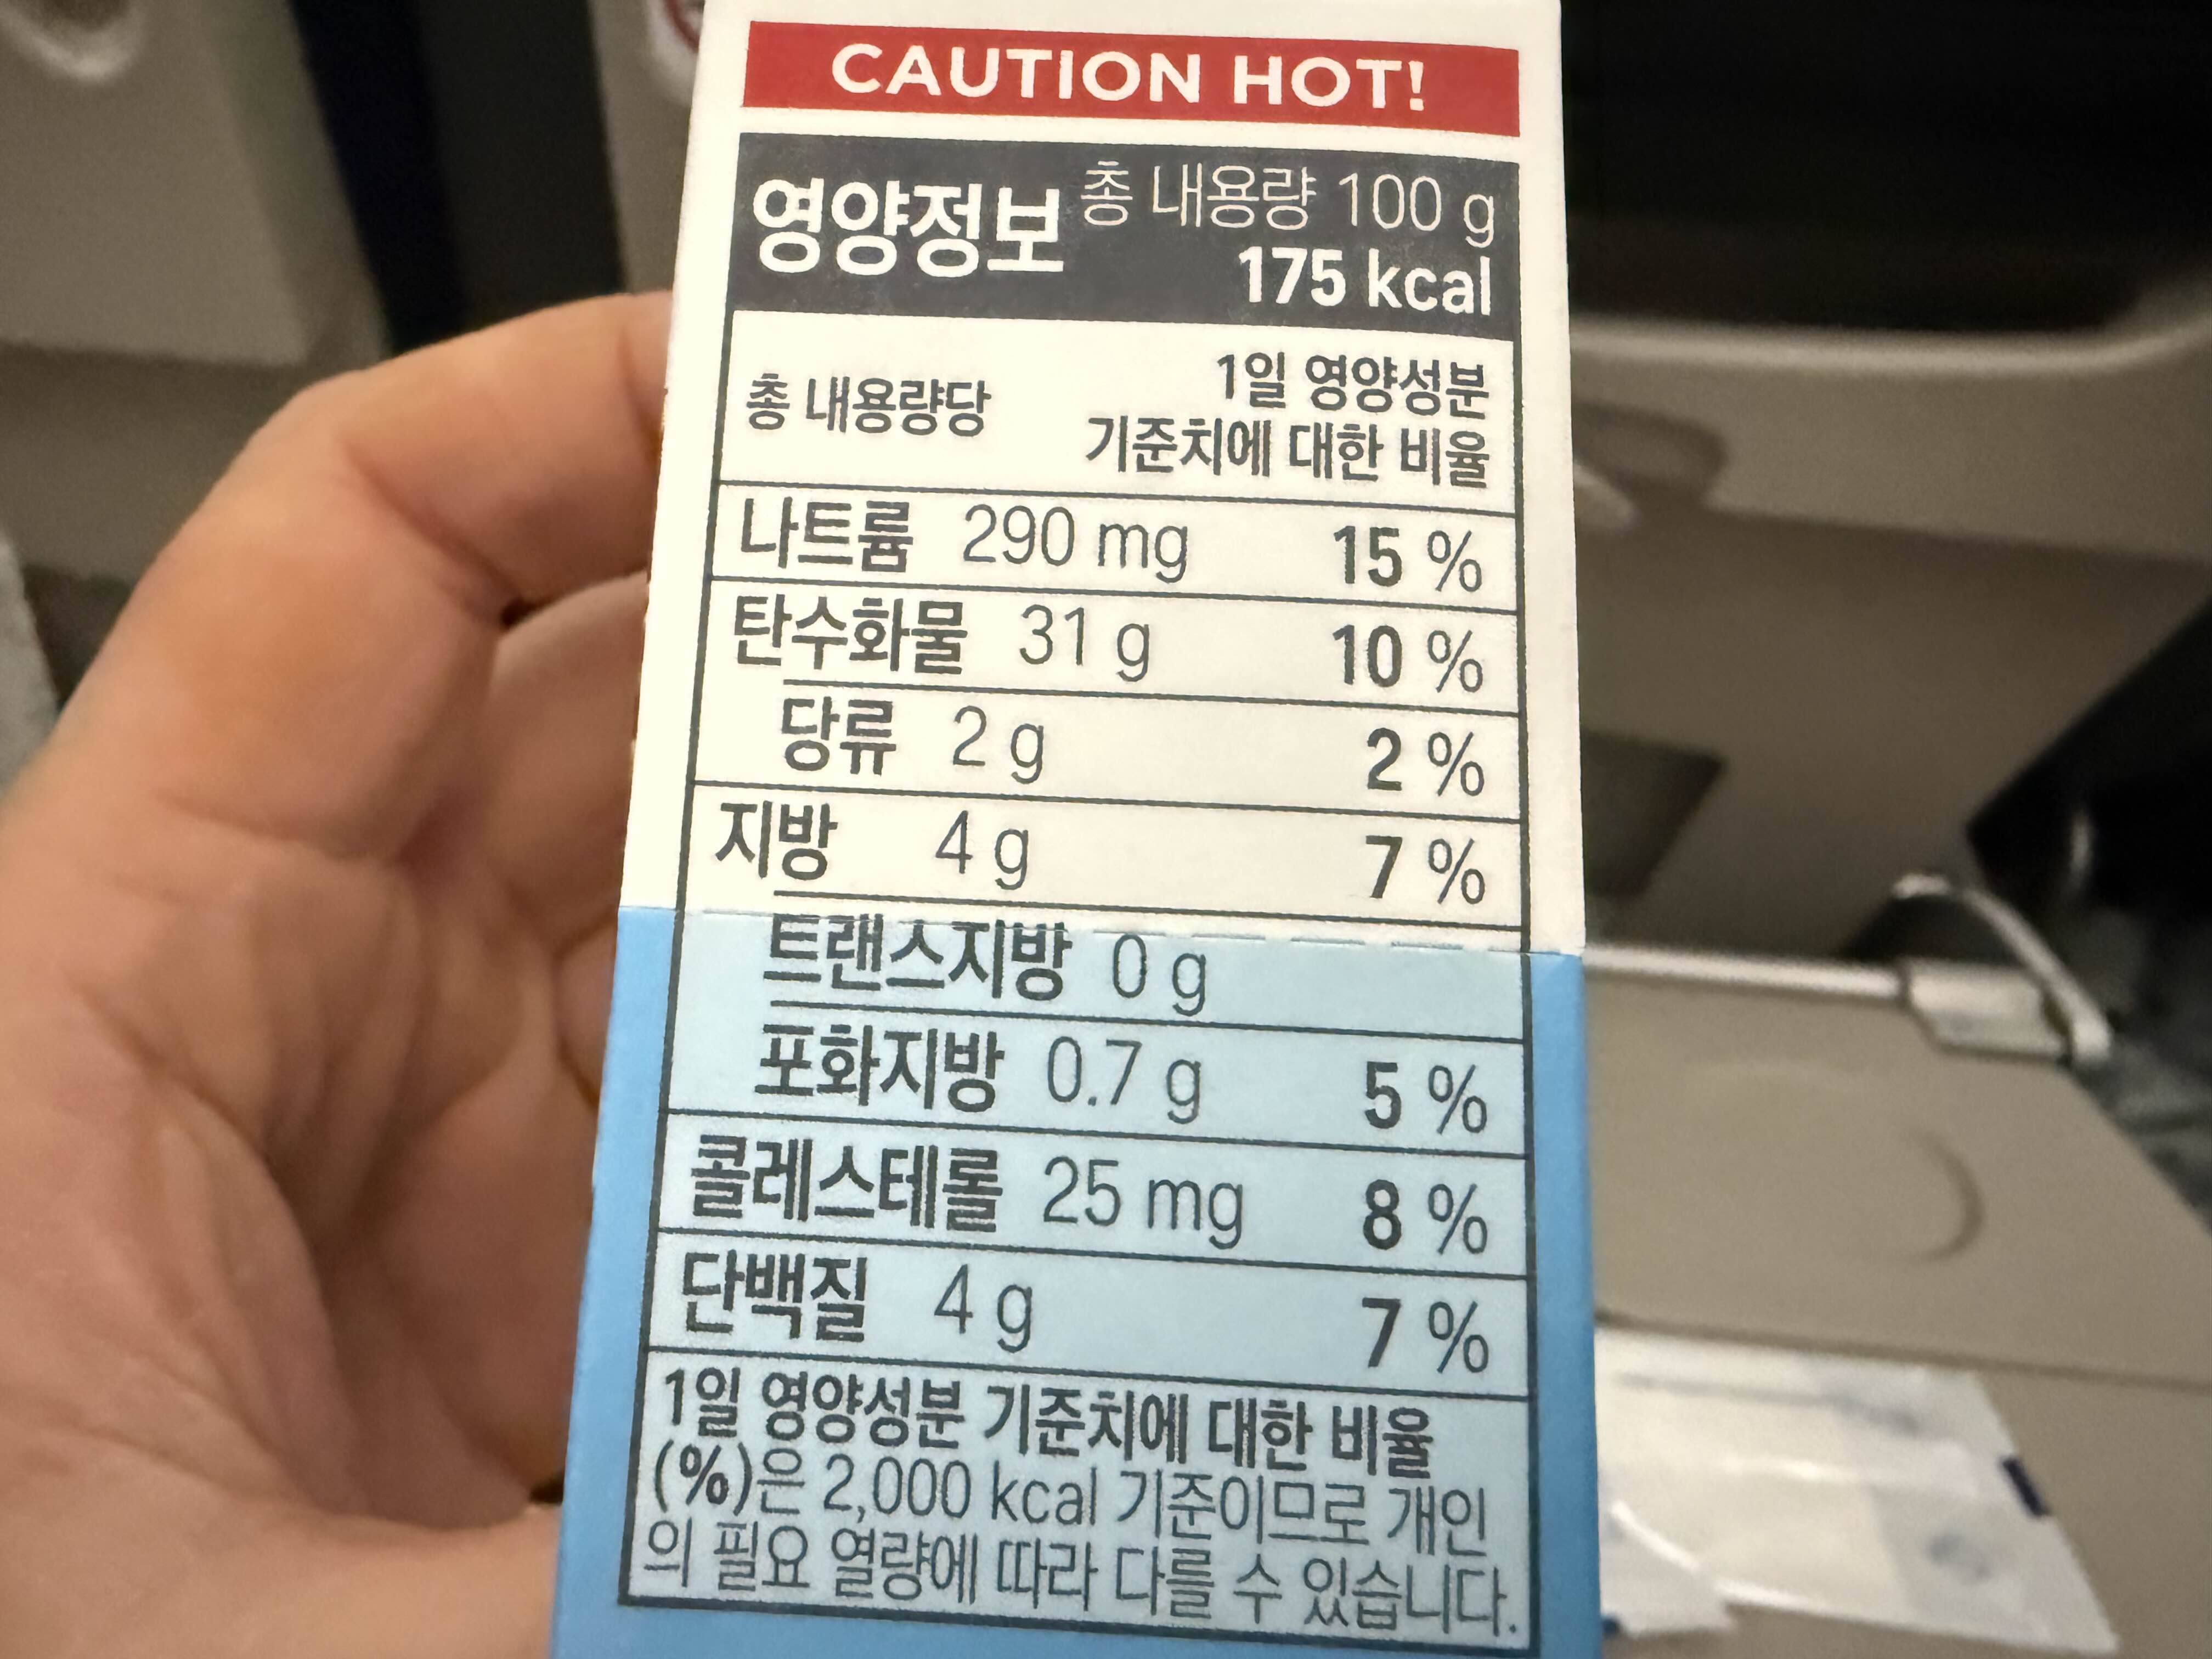 CAUTION HOT!
영양정보 총 내용량 100 g
175 kcal
총 내용량당 1일 영양성분
기준치에 대한 비율
나트륨 290 mg 15 %
탄수화물 31 g 10 %
당류 2 g 2 %
지방 4 g 7 %
트랜스지방 0 g
포화지방 0.7 g 5 %
콜레스테롤 25 mg 8 %
단백질 4 g 7 %
1일 영양성분 기준치에 대한 비율
(%)은 2,000 kcal 기준이므로 개인
의 필요 열량에 따라 다를 수 있습니다.